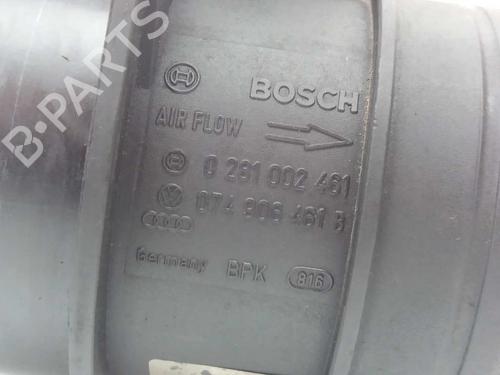 B-PARTS
BOSCH
AIR FLOW
0 281 002 461
074 906 461 B
Germany BPK 816